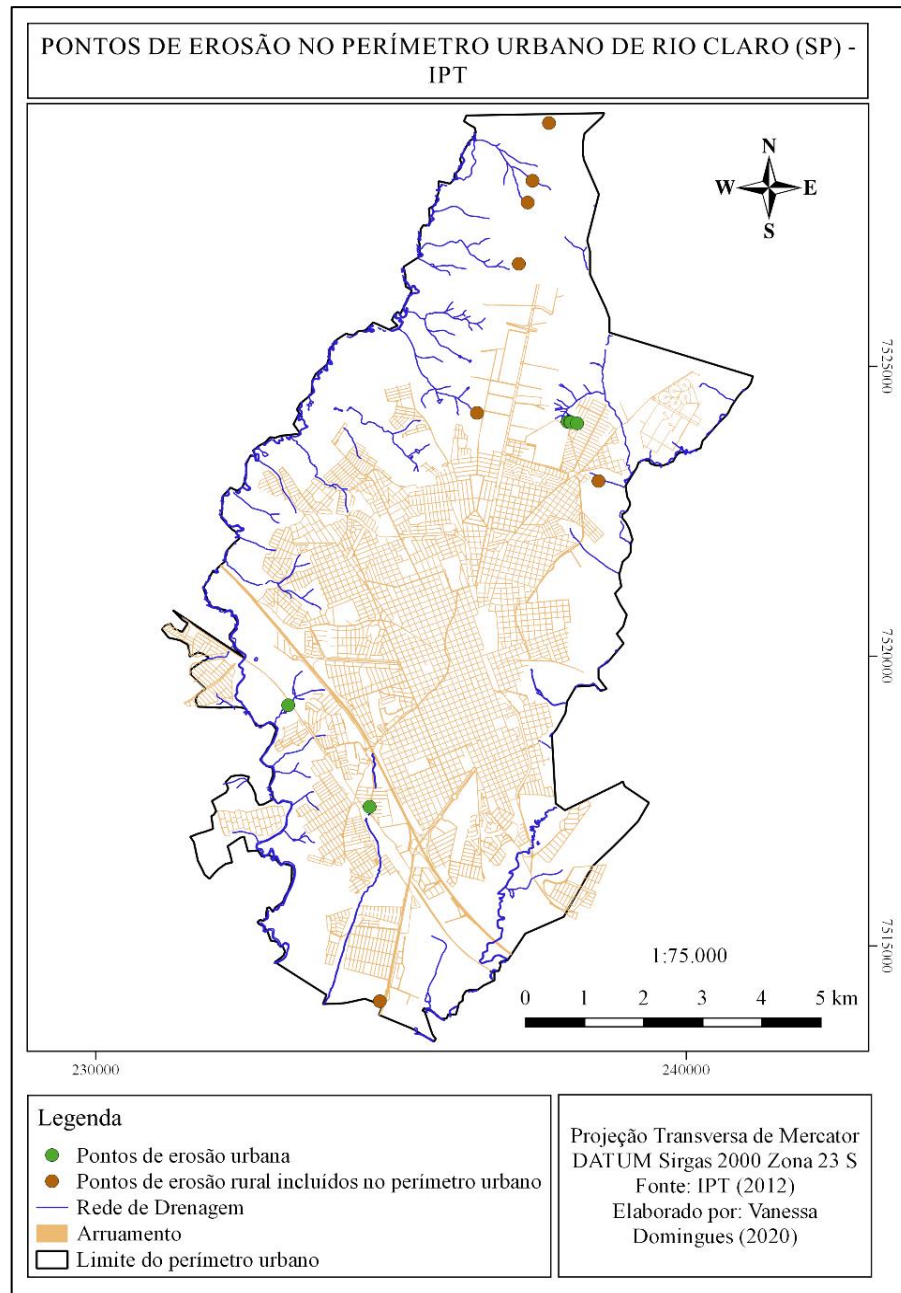 PONTOS DE EROSÃO NO PERÍMETRO URBANO DE RIO CLARO (SP) -
IPT
N
W E
S
7525000
7520000
7515000
1:75.000
0 1 2 3 4 5 km
230000 240000
Legenda
Pontos de erosão urbana
Pontos de erosão rural incluídos no perímetro urbano
Rede de Drenagem
Arruamento
Limite do perímetro urbano
Projeção Transversa de Mercator
DATUM Sirgas 2000 Zona 23 S
Fonte: IPT (2012)
Elaborado por: Vanessa
Domingues (2020)